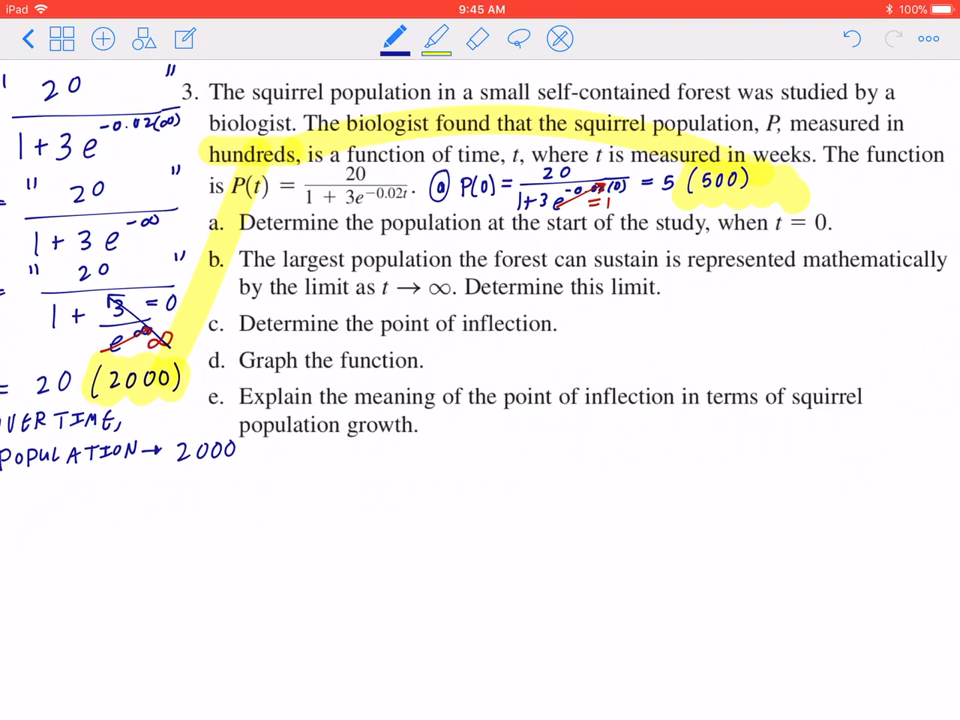 iPad
9:45 AM
100%
" 20 "
1 + 3e^-0.02(∞)
" 20 "
1 + 3e^-∞
" 20 "
1 + 3/e^∞ = 0
∞
= 20 (2000)
OVER TIME,
POPULATION → 2000
3. The squirrel population in a small self-contained forest was studied by a
biologist. The biologist found that the squirrel population, P, measured in
hundreds, is a function of time, t, where t is measured in weeks. The function
is P(t) = 20/(1 + 3e^−0.02t). ⓐ P(0) = 20/(1+3e^-0.02(0)) = 5 (500)
= 1
a. Determine the population at the start of the study, when t = 0.
b. The largest population the forest can sustain is represented mathematically
by the limit as t → ∞. Determine this limit.
c. Determine the point of inflection.
d. Graph the function.
e. Explain the meaning of the point of inflection in terms of squirrel
population growth.